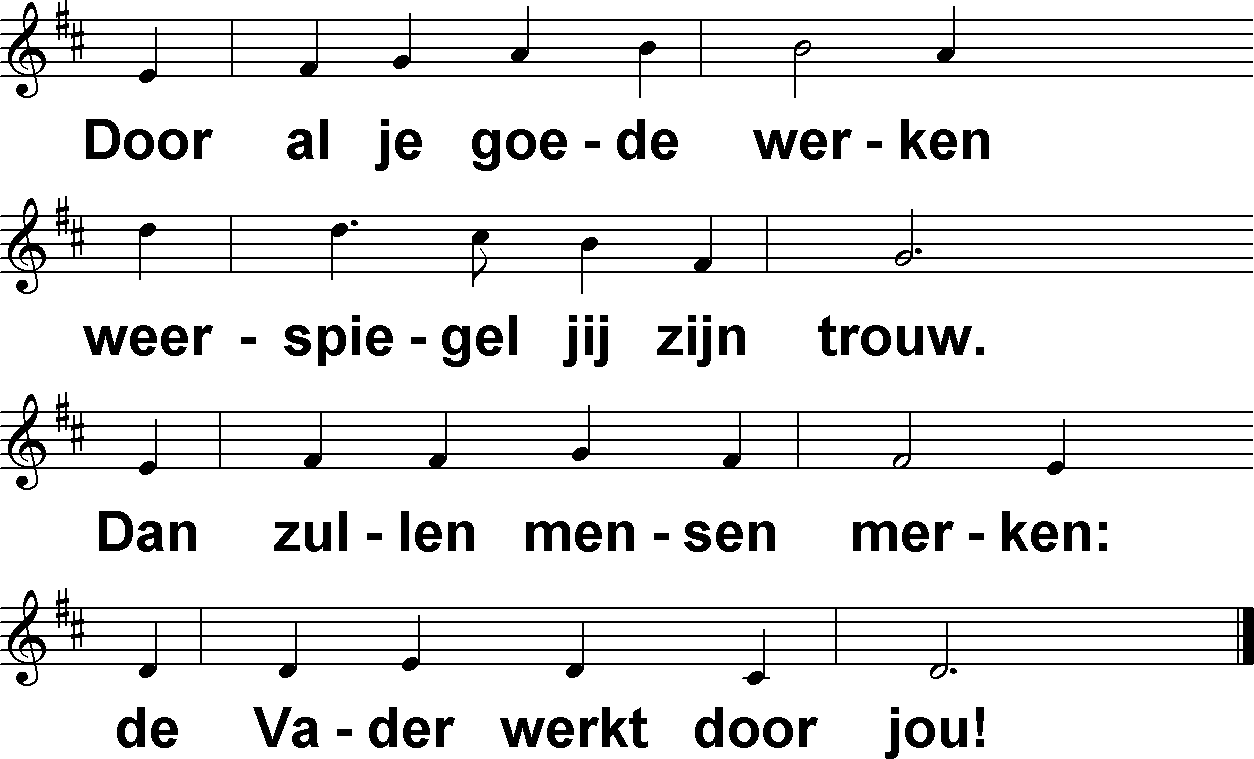 Door al je goe - de wer - ken
weer - spie - gel jij zijn trouw.
Dan zul - len men - sen mer - ken:
de Va - der werkt door jou!